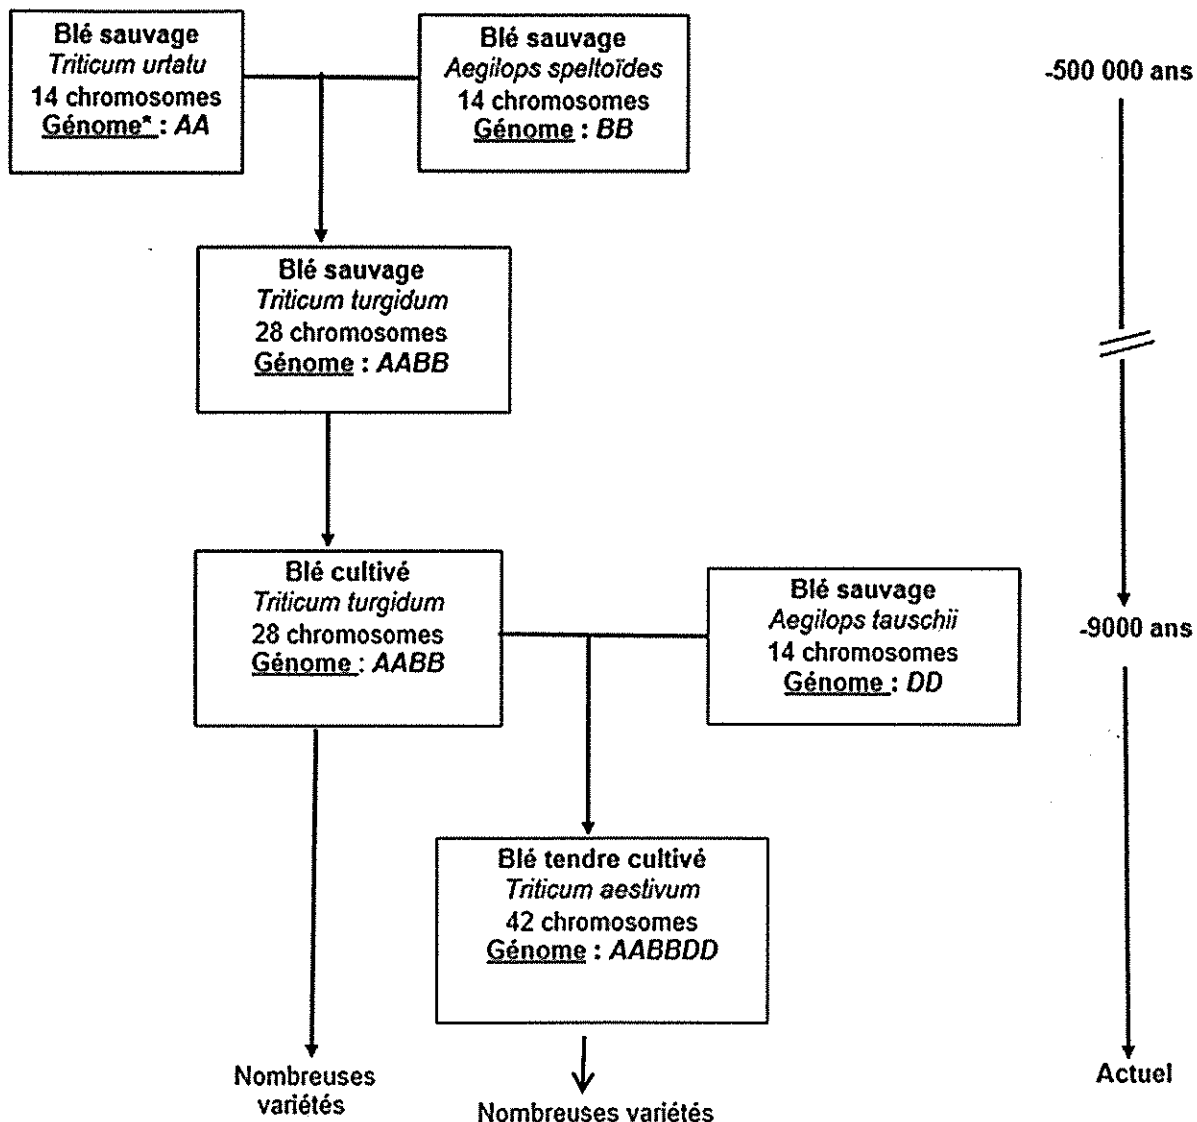 Blé sauvage
Triticum urtatu
14 chromosomes
Génome* : AA
Blé sauvage
Aegilops speltoïdes
14 chromosomes
Génome : BB
-500 000 ans
Blé sauvage
Triticum turgidum
28 chromosomes
Génome : AABB
Blé cultivé
Triticum turgidum
28 chromosomes
Génome : AABB
Blé sauvage
Aegilops tauschii
14 chromosomes
Génome : DD
-9000 ans
Blé tendre cultivé
Triticum aestivum
42 chromosomes
Génome : AABBDD
Nombreuses
variétés
Nombreuses variétés
Actuel